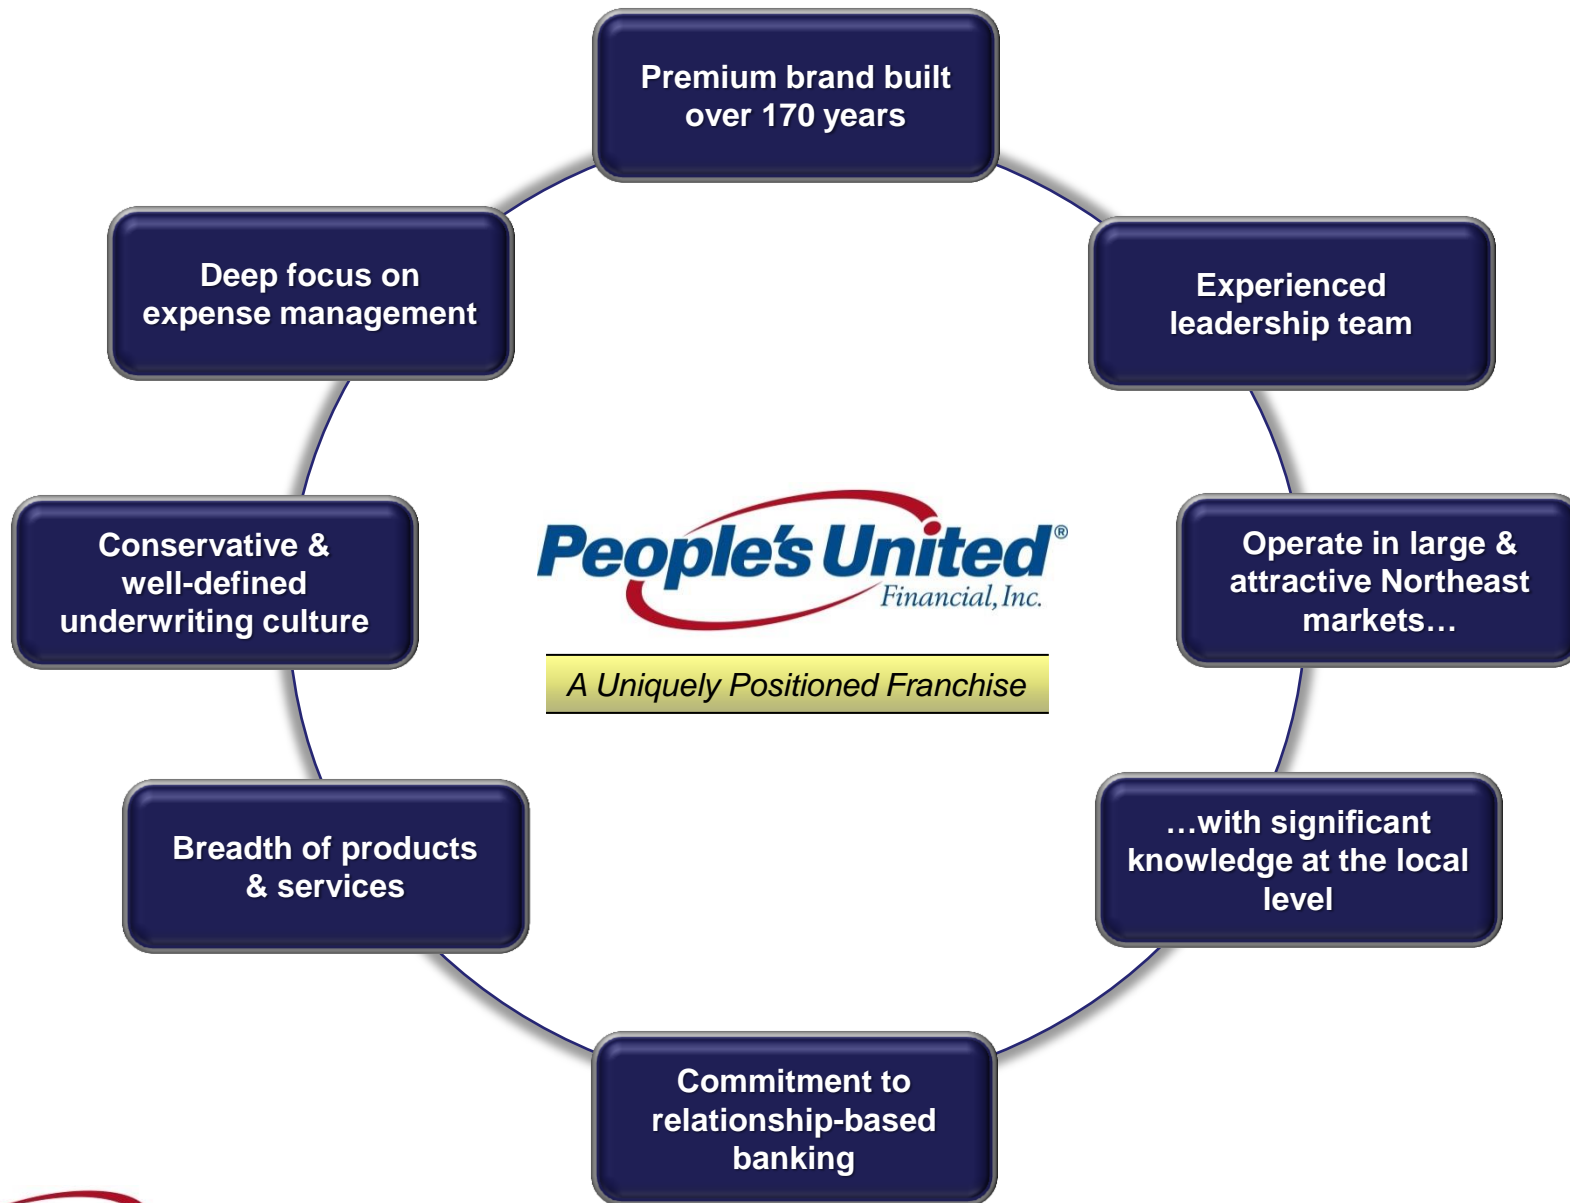 Premium brand built
over 170 years
Experienced
leadership team
Operate in large &
attractive Northeast
markets…
…with significant
knowledge at the local
level
Commitment to
relationship-based
banking
Breadth of products
& services
Conservative &
well-defined
underwriting culture
Deep focus on
expense management
People's United®
Financial, Inc.
A Uniquely Positioned Franchise